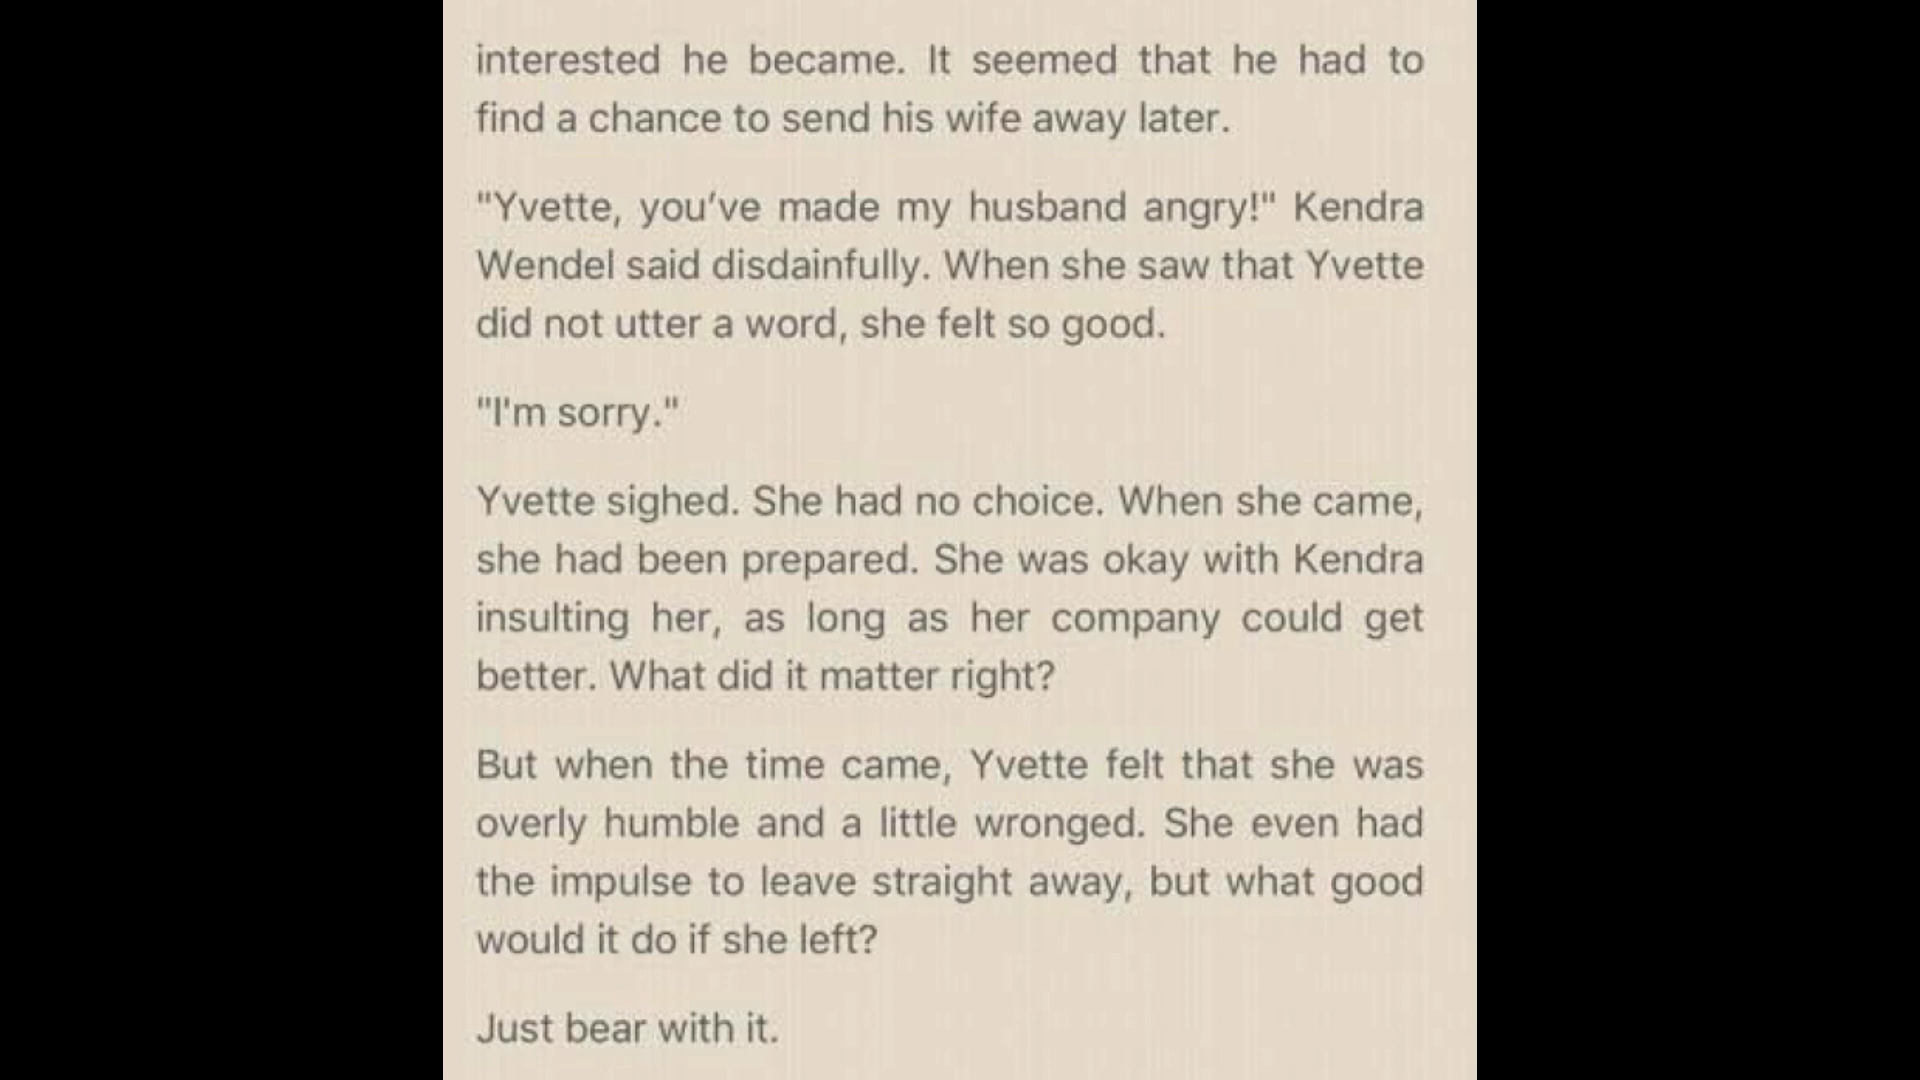 interested he became. It seemed that he had to
find a chance to send his wife away later.
"Yvette, you’ve made my husband angry!" Kendra
Wendel said disdainfully. When she saw that Yvette
did not utter a word, she felt so good.
"I'm sorry."
Yvette sighed. She had no choice. When she came,
she had been prepared. She was okay with Kendra
insulting her, as long as her company could get
better. What did it matter right?
But when the time came, Yvette felt that she was
overly humble and a little wronged. She even had
the impulse to leave straight away, but what good
would it do if she left?
Just bear with it.